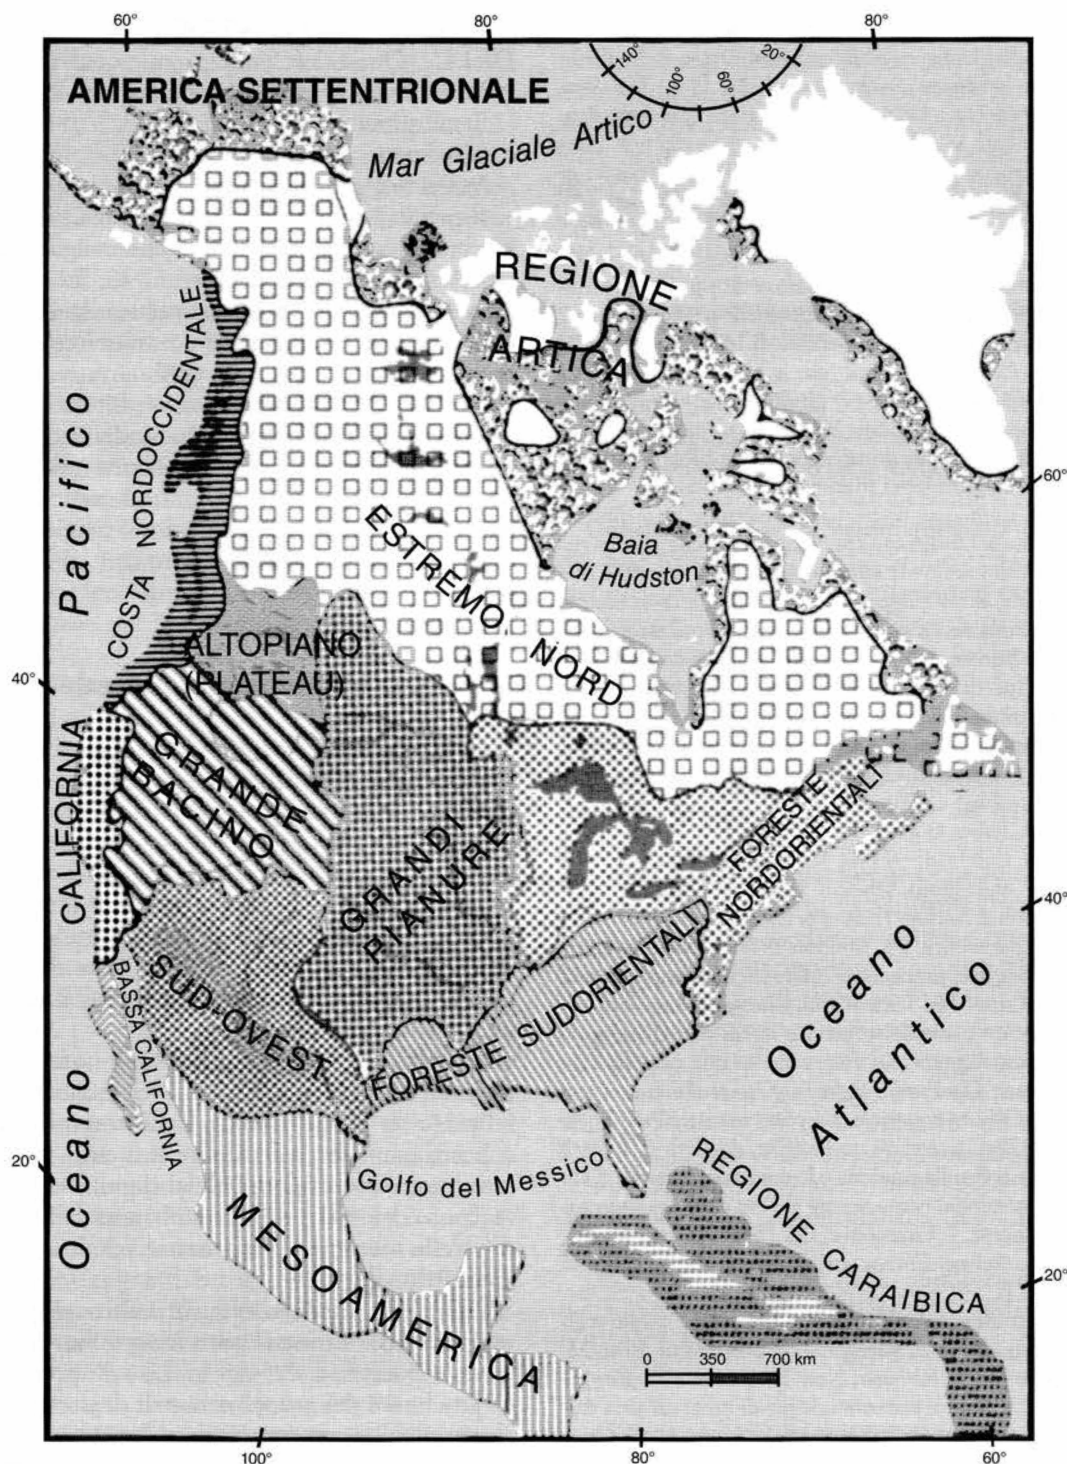 60°
80°
80°
140°
100°
60°
20°
AMERICA SETTENTRIONALE
Mar Glaciale Artico
REGIONE
ARTICA
COSTA NORDOCCIDENTALE
Pacifico
60°
ESTREMO NORD
Baia
di Hudston
ALTOPIANO
(PLATEAU)
40°
CALIFORNIA
GRANDE
BACINO
GRANDI
PIANURE
FORESTE
NORDORIENTALI
40°
SUD-OVEST
BASSA CALIFORNIA
FORESTE SUDORIENTALI
Oceano
Atlantico
Oceano
20°
Golfo del Messico
REGIONE CARAIBICA
MESOAMERICA
20°
0 350 700 km
100°
80°
60°